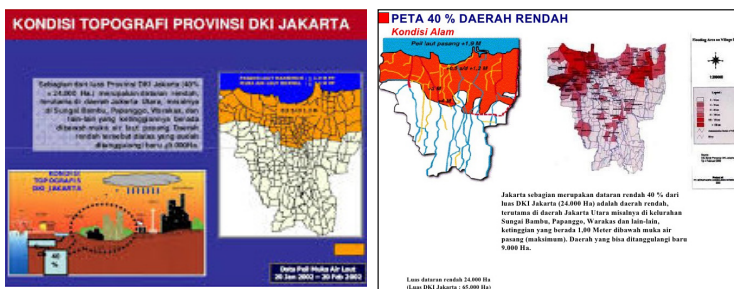 KONDISI TOPOGRAFI PROVINSI DKI JAKARTA
Sebagian dari luas Provinsi DKI Jakarta (40%
= 24.000 Ha.) merupakan dataran rendah,
terutama di daerah Jakarta Utara, misalnya
di Sungai Bambu, Papanggo, Warakas, dan
lain-lain yang ketinggiannya berada
dibawah muka air laut pasang. Daerah
rendah tersebut diatas yang sudah
ditanggulangi baru
KONDISI
TOPOGRAFIS
DKI JAKARTA
40
%
Data Peil Muka Air Laut
20 Jan 2002 - 20 Feb 2002
PETA 40 % DAERAH RENDAH
Kondisi Alam
Peil laut pasang
Legend
Jakarta sebagian merupakan dataran rendah 40 % dari
luas DKI Jakarta (24.000 Ha) adalah daerah rendah,
terutama di daerah Jakarta Utara misalnya di kelurahan
Sungai Bambu, Papanggo, Warakas dan lain-lain,
ketinggian yang berada 1,00 Meter dibawah muka air
pasang (maksimum). Daerah yang bisa ditanggulangi baru
9.000 Ha.
Luas dataran rendah 24.000 Ha
(Luas DKI Jakarta : 65.000 Ha)